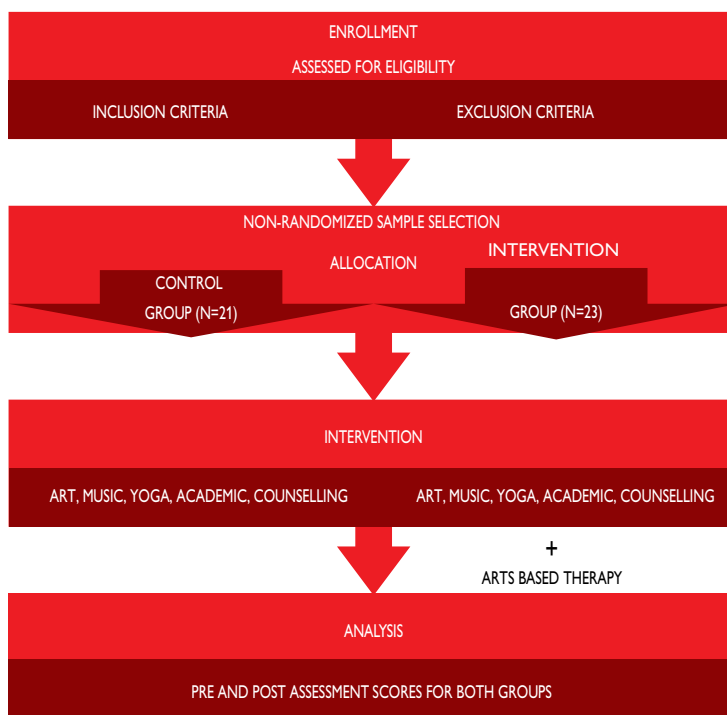 ENROLLMENT
ASSESSED FOR ELIGIBILITY
INCLUSION CRITERIA
EXCLUSION CRITERIA
NON-RANDOMIZED SAMPLE SELECTION
ALLOCATION
CONTROL
GROUP (N=21)
INTERVENTION
GROUP (N=23)
INTERVENTION
ART, MUSIC, YOGA, ACADEMIC, COUNSELLING
ART, MUSIC, YOGA, ACADEMIC, COUNSELLING
+
ARTS BASED THERAPY
ANALYSIS
PRE AND POST ASSESSMENT SCORES FOR BOTH GROUPS